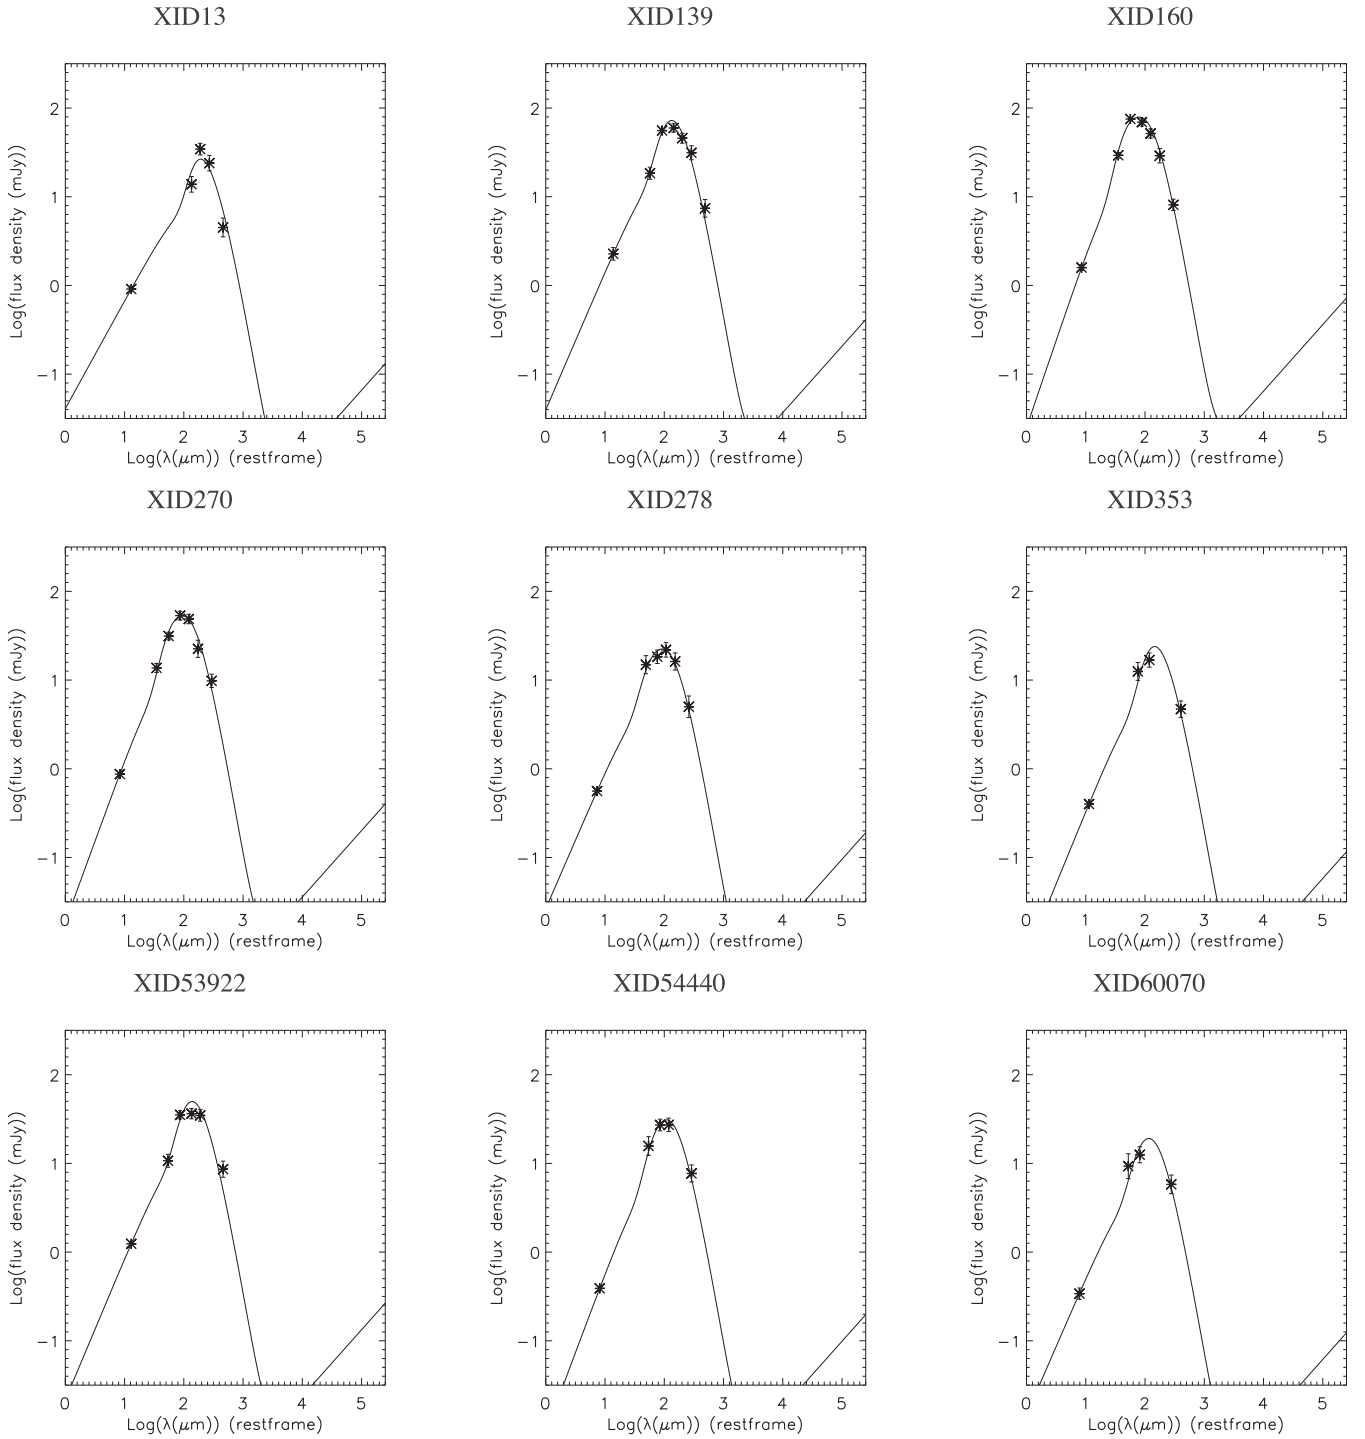 XID13 XID139 XID160
2 2 2
1 1 1
0 0 0
−1 −1 −1
Log(flux density (mJy)) Log(flux density (mJy)) Log(flux density (mJy))
0 1 2 3 4 5 0 1 2 3 4 5 0 1 2 3 4 5
Log(λ(μm)) (restframe) Log(λ(μm)) (restframe) Log(λ(μm)) (restframe)
XID270 XID278 XID353
2 2 2
1 1 1
0 0 0
−1 −1 −1
Log(flux density (mJy)) Log(flux density (mJy)) Log(flux density (mJy))
0 1 2 3 4 5 0 1 2 3 4 5 0 1 2 3 4 5
Log(λ(μm)) (restframe) Log(λ(μm)) (restframe) Log(λ(μm)) (restframe)
XID53922 XID54440 XID60070
2 2 2
1 1 1
0 0 0
−1 −1 −1
Log(flux density (mJy)) Log(flux density (mJy)) Log(flux density (mJy))
0 1 2 3 4 5 0 1 2 3 4 5 0 1 2 3 4 5
Log(λ(μm)) (restframe) Log(λ(μm)) (restframe) Log(λ(μm)) (restframe)